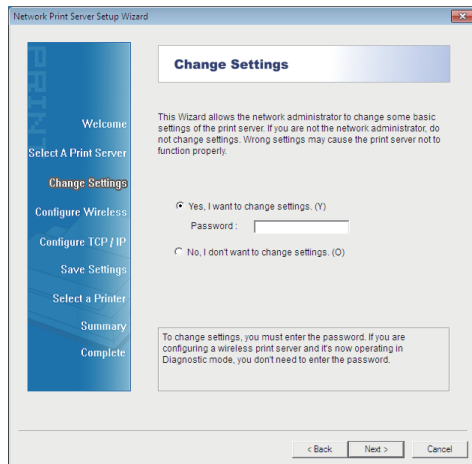 Network Print Server Setup Wizard
PRINT
Welcome
Select A Print Server
Change Settings
Configure Wireless
Configure TCP / IP
Save Settings
Select a Printer
Summary
Complete
Change Settings
This Wizard allows the network administrator to change some basic
settings of the print server. If you are not the network administrator, do
not change settings. Wrong settings may cause the print server not to
function properly.
Yes, I want to change settings. (Y)
Password :
No, I don't want to change settings. (O)
To change settings, you must enter the password. If you are
configuring a wireless print server and it's now operating in
Diagnostic mode, you don't need to enter the password.
< Back
Next >
Cancel